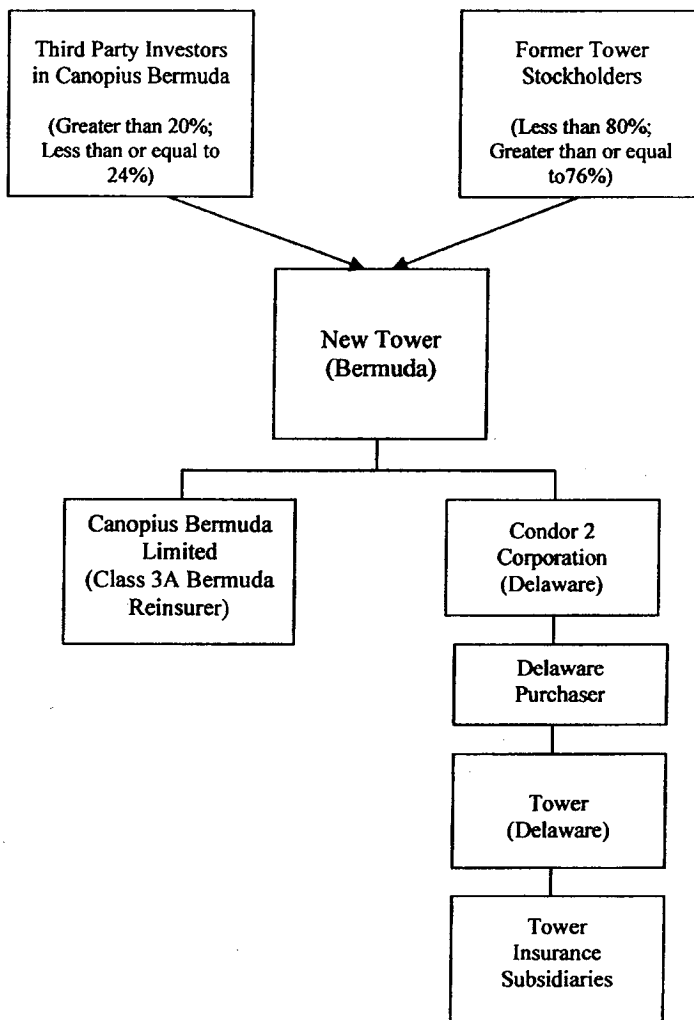 Third Party Investors
in Canopius Bermuda
(Greater than 20%;
Less than or equal to
24%)
Former Tower
Stockholders
(Less than 80%;
Greater than or equal
to76%)
New Tower
(Bermuda)
Canopius Bermuda
Limited
(Class 3A Bermuda
Reinsurer)
Condor 2
Corporation
(Delaware)
Delaware
Purchaser
Tower
(Delaware)
Tower
Insurance
Subsidiaries